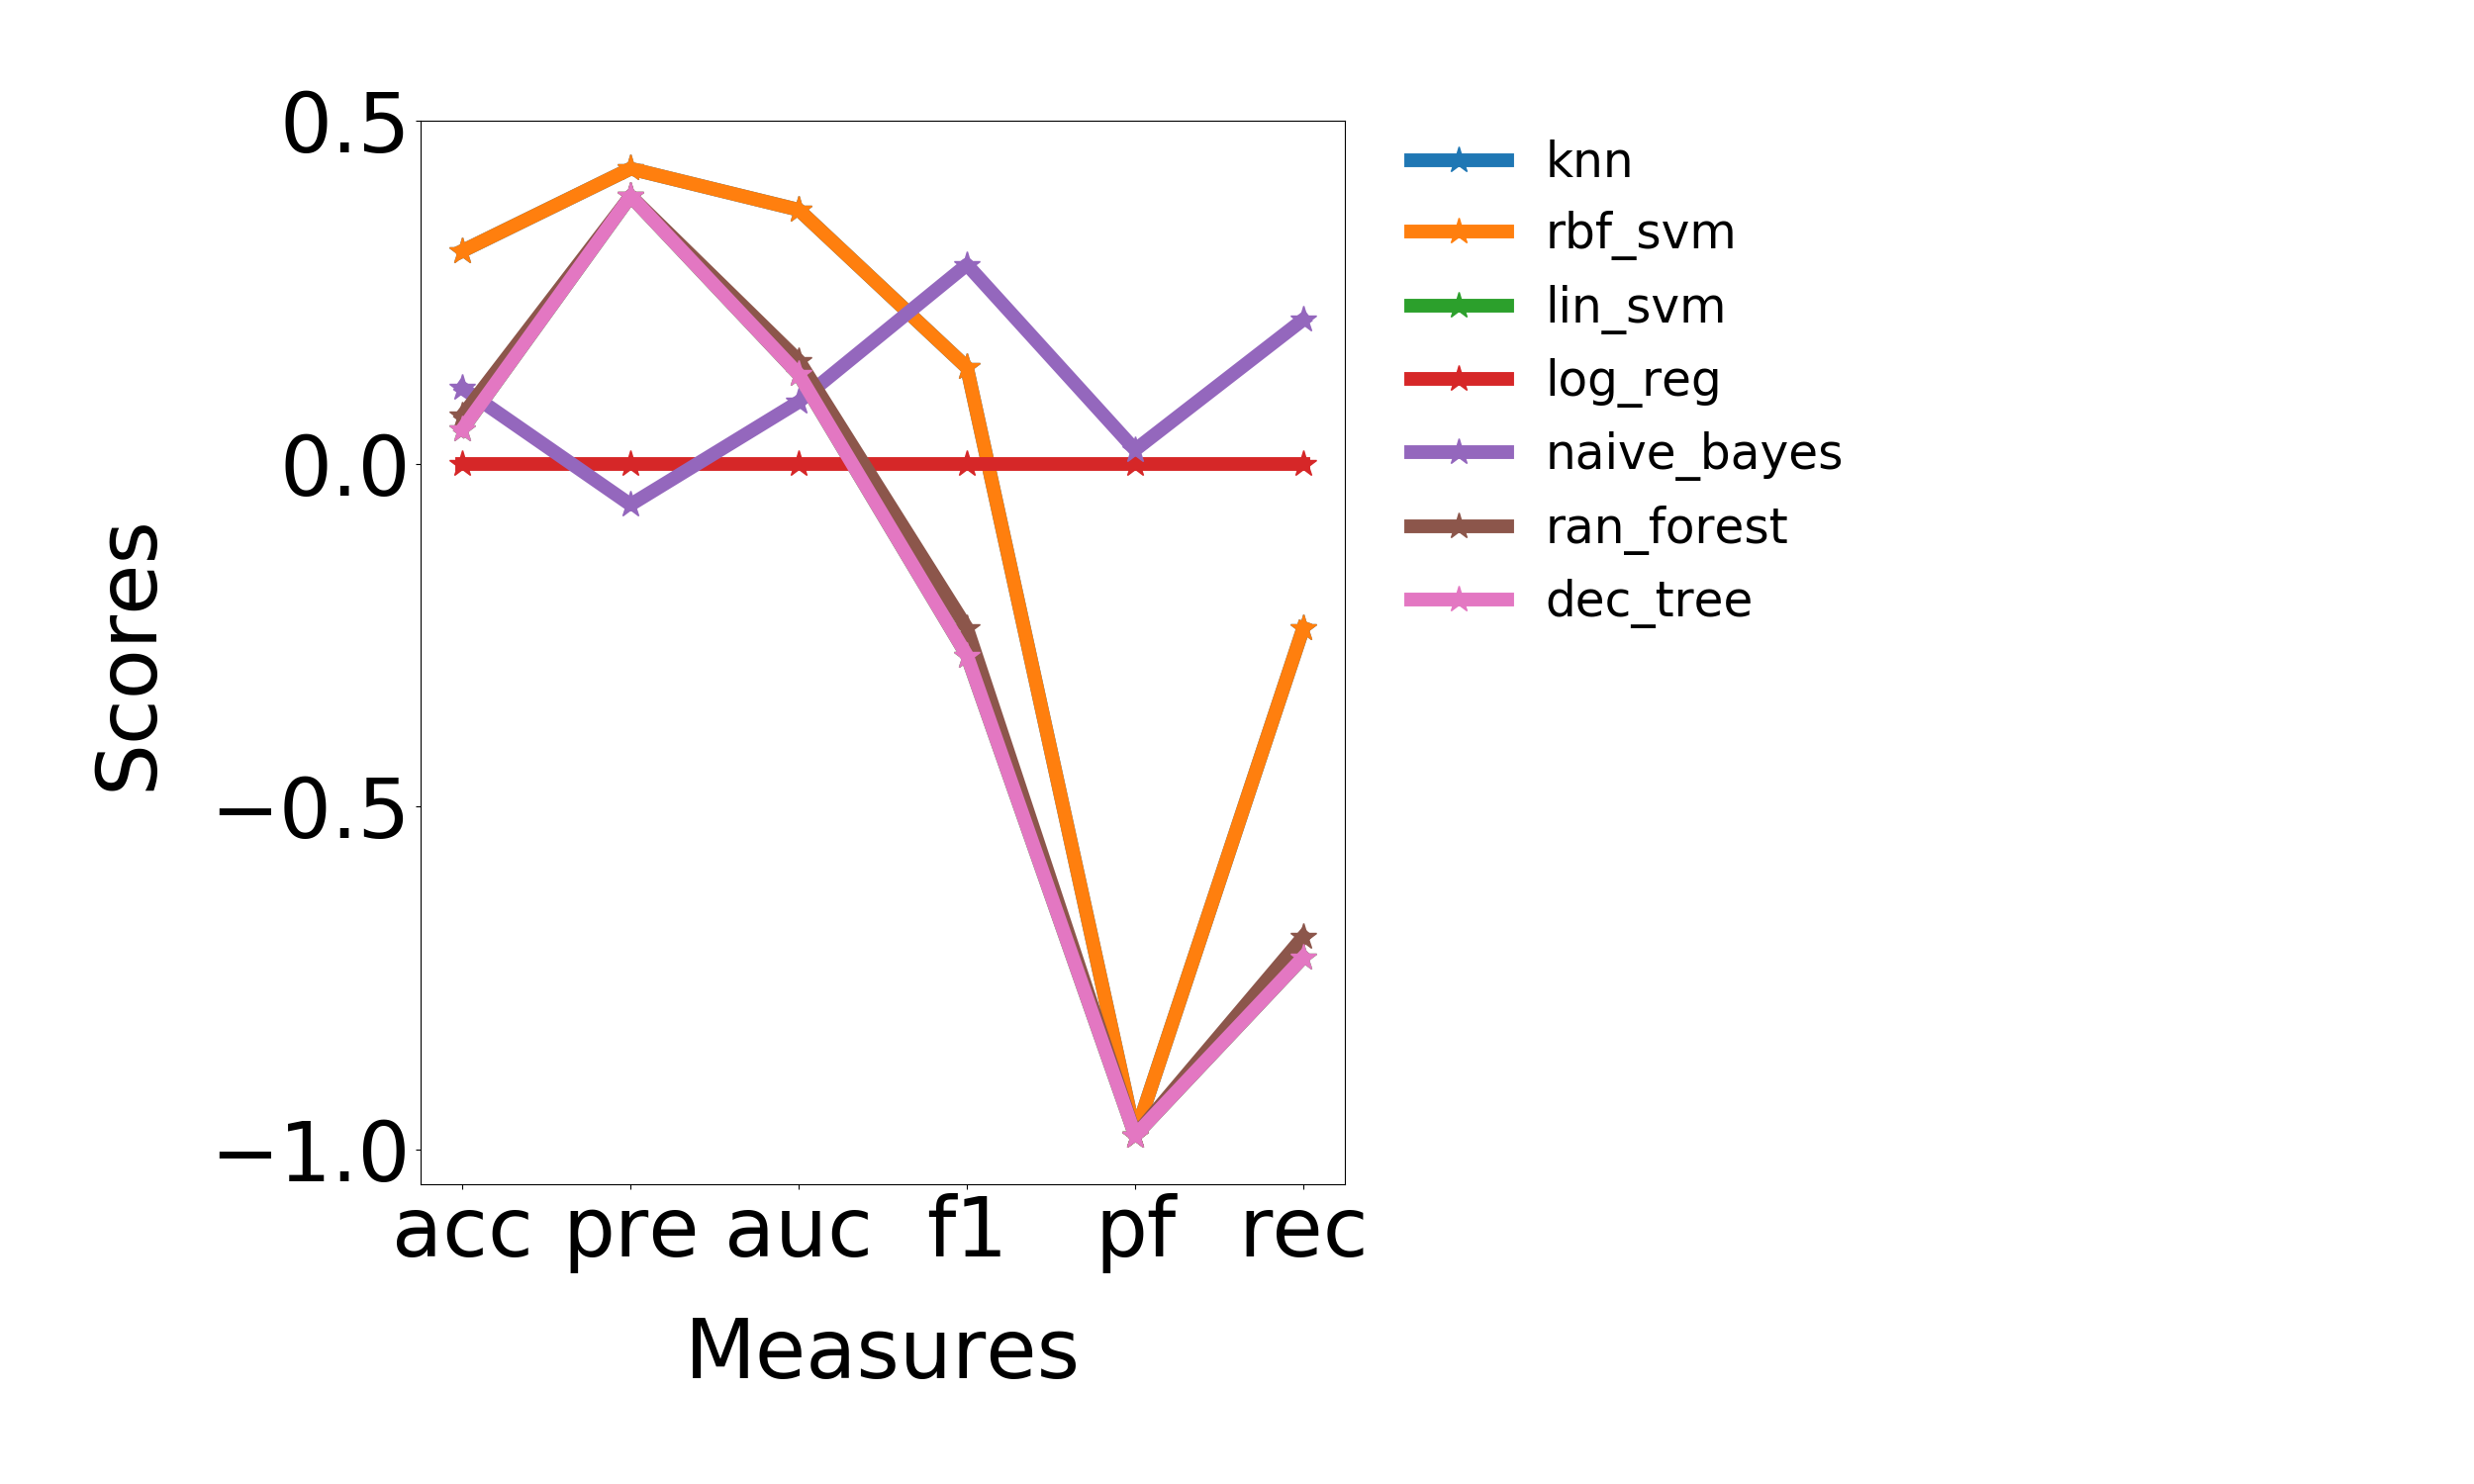 Scores
0.5
0.0
−0.5
−1.0
acc pre auc f1 pf rec
Measures
knn
rbf_svm
lin_svm
log_reg
naive_bayes
ran_forest
dec_tree